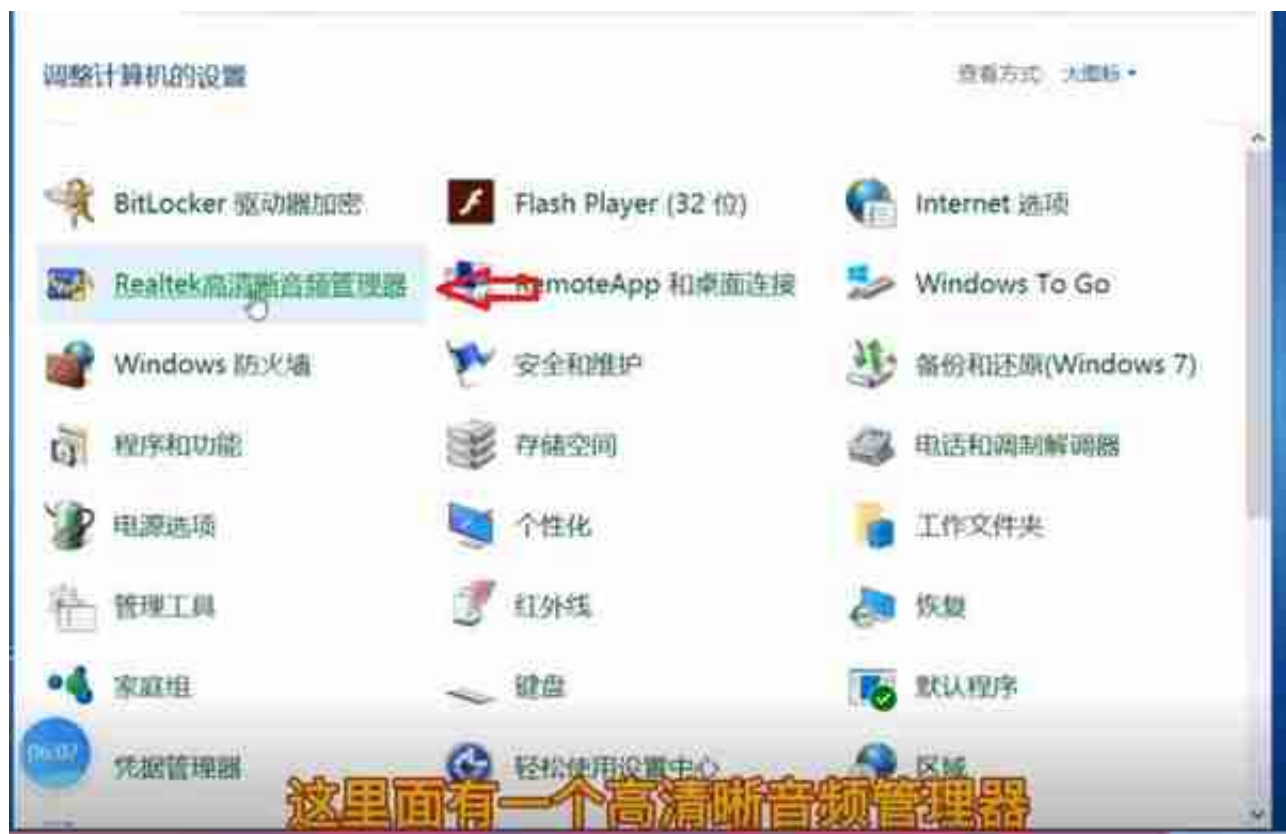 调整计算机的设置
查看方式: 大图标
BitLocker 驱动器加密
Flash Player (32 位)
Internet 选项
Realtek高清晰音频管理器
RemoteApp 和桌面连接
Windows To Go
Windows 防火墙
安全和维护
备份和还原(Windows 7)
程序和功能
存储空间
电话和调制解调器
电源选项
个性化
工作文件夹
管理工具
红外线
恢复
家庭组
键盘
默认程序
06:07
凭据管理器
轻松使用设置中心
区域
这里面有一个高清晰音频管理器